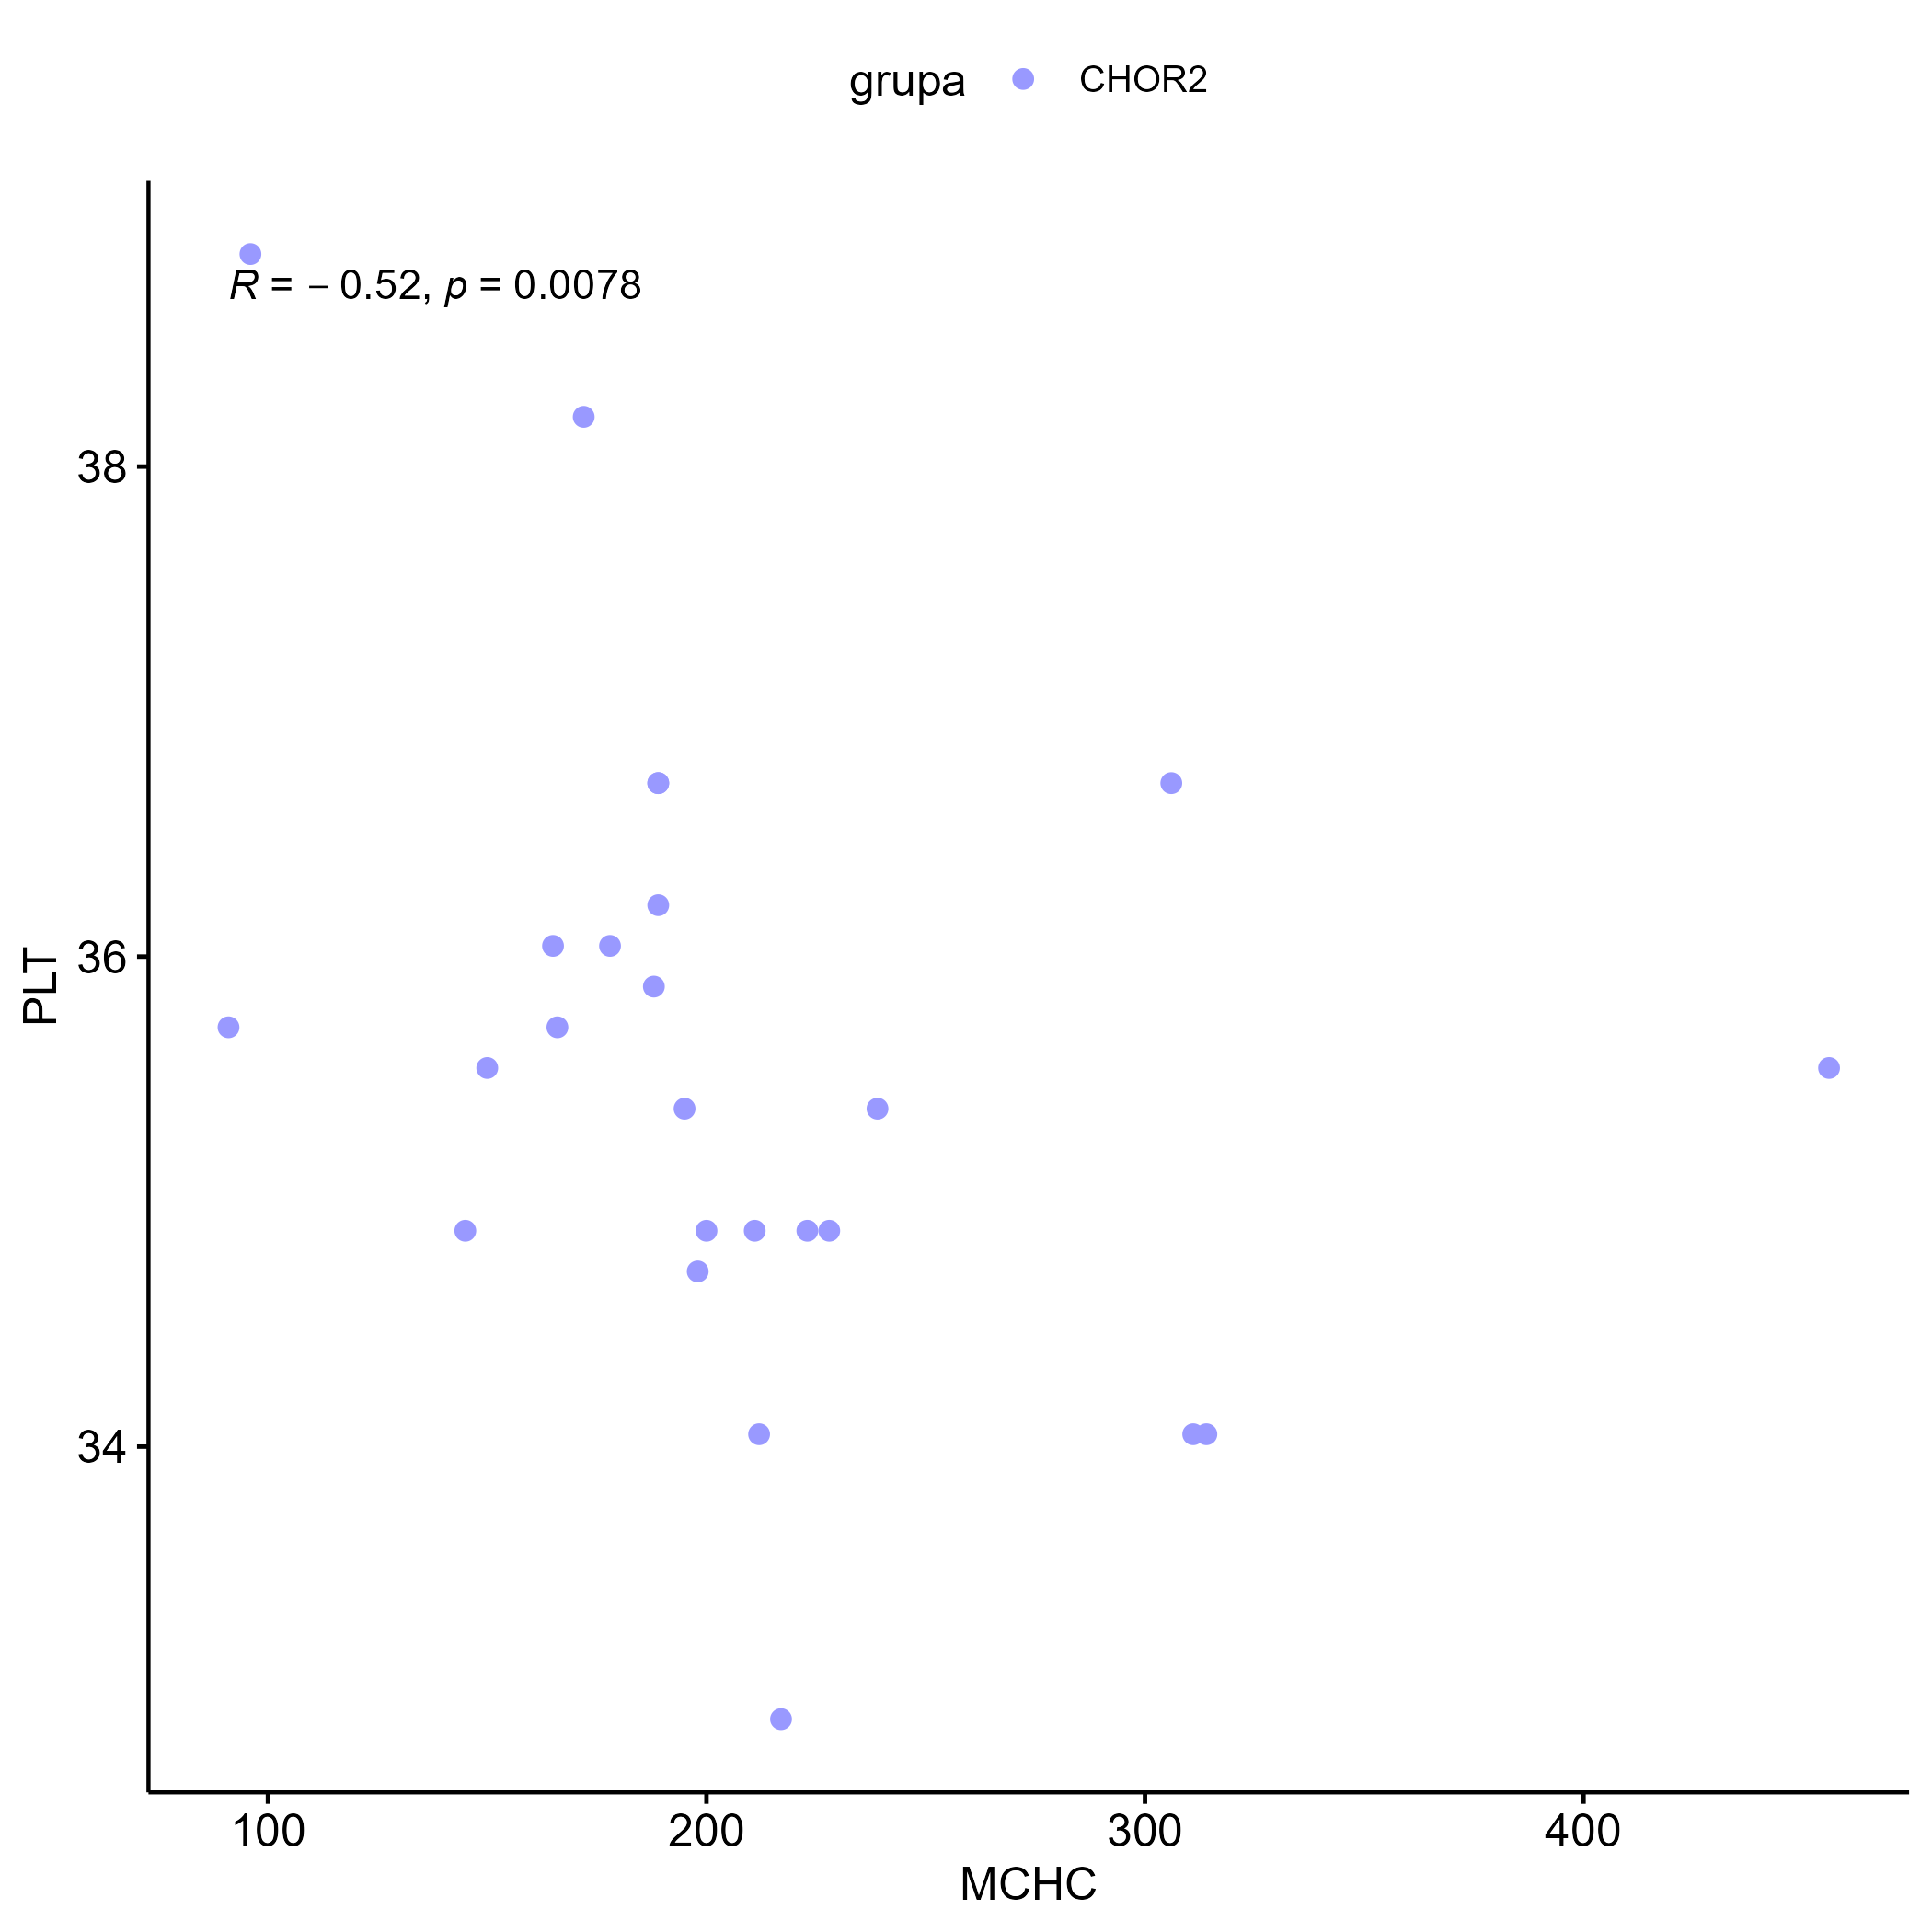 grupa CHOR2
R = − 0.52, p = 0.0078
38
36
34
PLT
100 200 300 400
MCHC